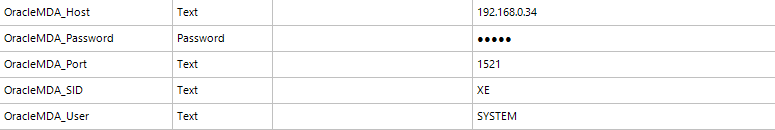 OracleMDA_Host Text 192.168.0.34
OracleMDA_Password Password ●●●●●
OracleMDA_Port Text 1521
OracleMDA_SID Text XE
OracleMDA_User Text SYSTEM